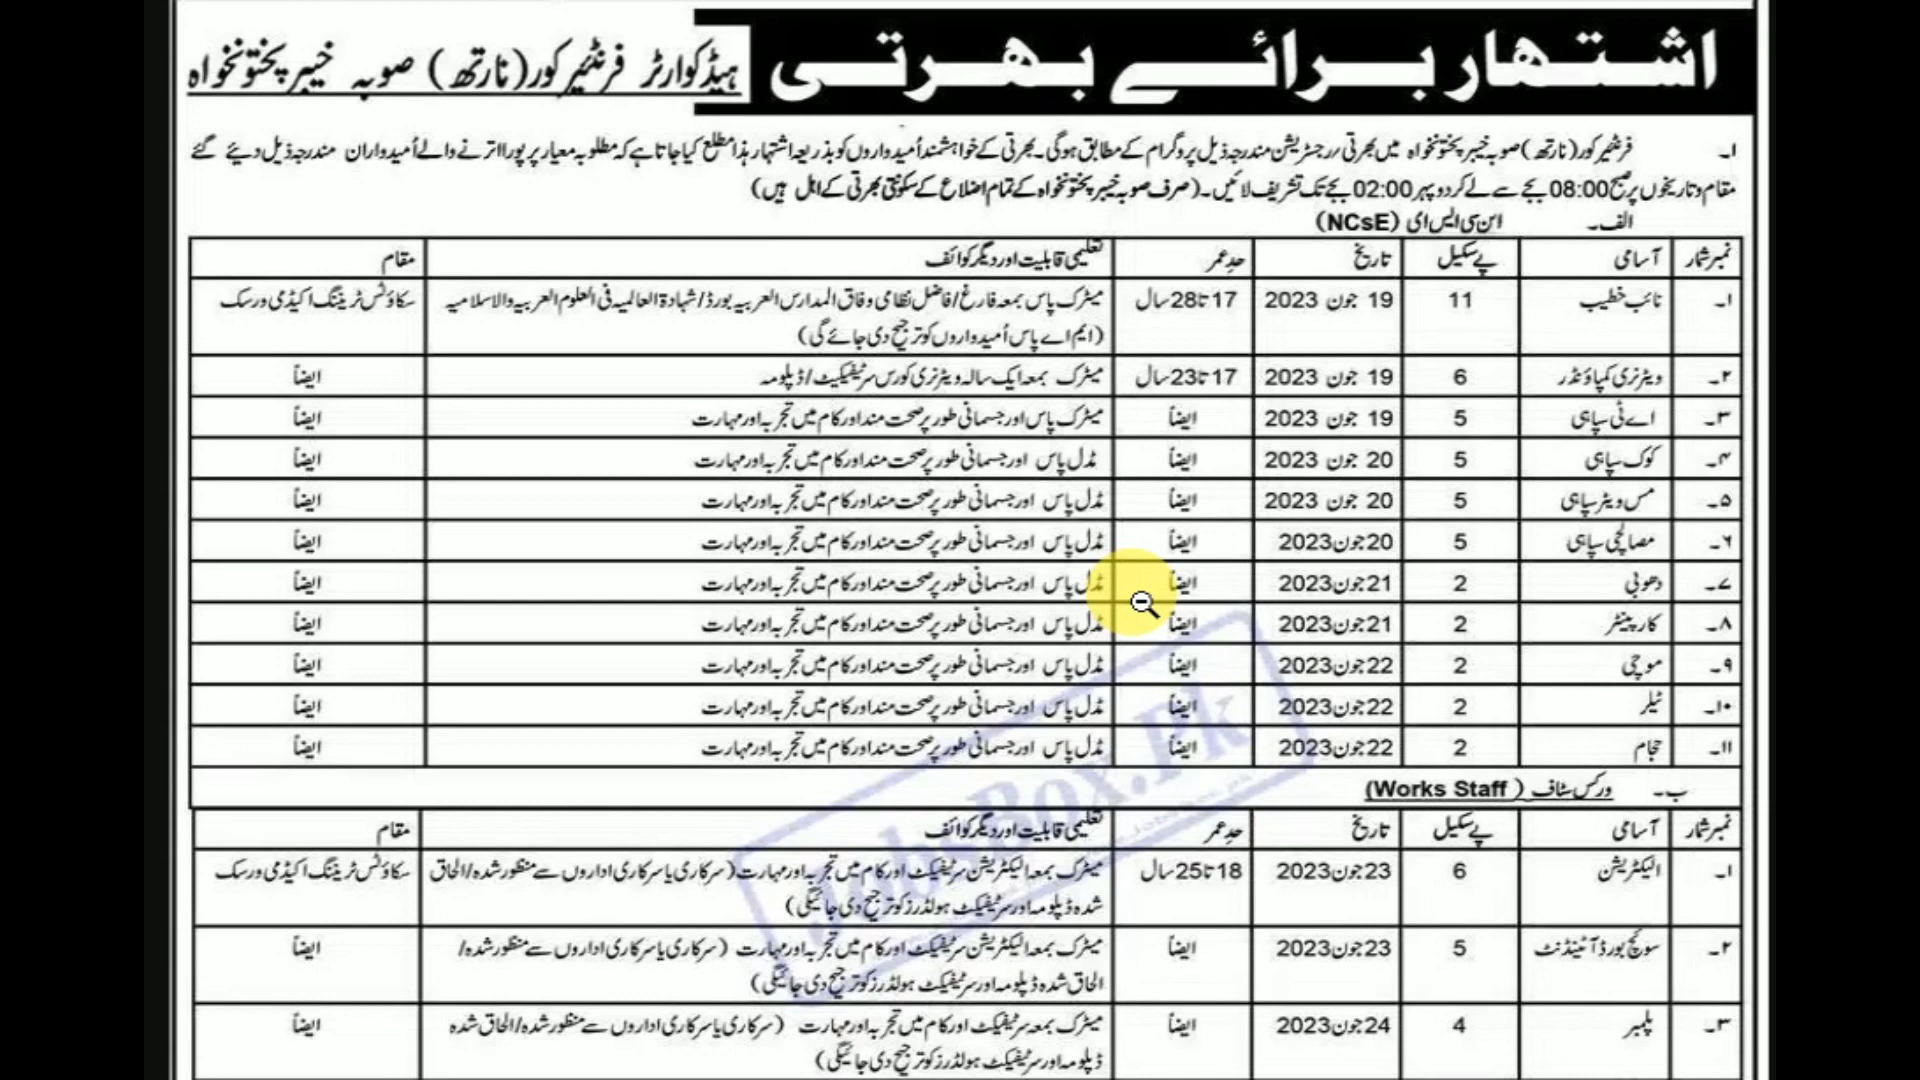 اشتہار برائے بھرتی
ہیڈکوارٹر فرنٹیئر کور (نارتھ) صوبہ خیبر پختونخواہ
۱۔ فرنٹیئر کور (نارتھ) صوبہ خیبر پختونخواہ میں بھرتی ررجسٹریشن مندرجہ ذیل پروگرام کے مطابق ہوگی۔ بھرتی کے خواہشمند اُمیدواروں کو بذریعہ اشتہار ہذا مطلع کیا جاتا ہے کہ مطلوبہ معیار پر پورا اترنے والے اُمیدواران مندرجہ ذیل دیئے گئے
مقام و تاریخوں پر صبح 08:00 بجے سے لے کر دوپہر 02:00 بجے تک تشریف لائیں۔ (صرف صوبہ خیبر پختونخواہ کے تمام اضلاع کے سکونتی بھرتی کے اہل ہیں)
الف۔ این سی ایس ای (NCsE)
نمبر شمار آسامی پے سکیل تاریخ حد عمر تعلیمی قابلیت اور دیگر کوائف مقام
۱۔ نائب خطیب 11 19 جون 2023 17 تا 28 سال میٹرک پاس بمعہ فارغ/فاضل نظامی وفاق المدارس العربیہ بورڈ/شہادۃ العالمیہ فی العلوم العربیہ والاسلامیہ سکاؤٹس ٹریننگ اکیڈمی ورسک
(ایم اے پاس اُمیدواروں کو ترجیح دی جائے گی)
۲۔ ویٹرنری کمپاؤنڈر 6 19 جون 2023 17 تا 23 سال میٹرک بمعہ ایک سالہ ویٹرنری کورس سرٹیفیکیٹ/ڈپلومہ ایضاً
۳۔ اے ٹی سپاہی 5 19 جون 2023 ایضاً میٹرک پاس اور جسمانی طور پر صحت مند اور کام میں تجربہ اور مہارت ایضاً
۴۔ کوک سپاہی 5 20 جون 2023 ایضاً مڈل پاس اور جسمانی طور پر صحت مند اور کام میں تجربہ اور مہارت ایضاً
۵۔ مس ویٹر سپاہی 5 20 جون 2023 ایضاً مڈل پاس اور جسمانی طور پر صحت مند اور کام میں تجربہ اور مہارت ایضاً
۶۔ مصالچی سپاہی 5 20 جون 2023 ایضاً مڈل پاس اور جسمانی طور پر صحت مند اور کام میں تجربہ اور مہارت ایضاً
۷۔ دھوبی 2 21 جون 2023 ایضاً مڈل پاس اور جسمانی طور پر صحت مند اور کام میں تجربہ اور مہارت ایضاً
۸۔ کارپینٹر 2 21 جون 2023 ایضاً مڈل پاس اور جسمانی طور پر صحت مند اور کام میں تجربہ اور مہارت ایضاً
۹۔ موچی 2 22 جون 2023 ایضاً مڈل پاس اور جسمانی طور پر صحت مند اور کام میں تجربہ اور مہارت ایضاً
۱۰۔ ٹیلر 2 22 جون 2023 ایضاً مڈل پاس اور جسمانی طور پر صحت مند اور کام میں تجربہ اور مہارت ایضاً
۱۱۔ حجام 2 22 جون 2023 ایضاً مڈل پاس اور جسمانی طور پر صحت مند اور کام میں تجربہ اور مہارت ایضاً
ب۔ ورکس سٹاف (Works Staff)
نمبر شمار آسامی پے سکیل تاریخ حد عمر تعلیمی قابلیت اور دیگر کوائف مقام
۱۔ الیکٹریشن 6 23 جون 2023 18 تا 25 سال میٹرک بمعہ الیکٹریشن سرٹیفیکٹ اور کام میں تجربہ اور مہارت (سرکاری یا سرکاری اداروں سے منظور شدہ/الحاق سکاؤٹس ٹریننگ اکیڈمی ورسک
شدہ ڈپلومہ اور سرٹیفکیٹ ہولڈرز کو ترجیح دی جائیگی)
۲۔ سوئچ بورڈ آٹینڈنٹ 5 23 جون 2023 ایضاً میٹرک بمعہ الیکٹریشن سرٹیفیکٹ اور کام میں تجربہ اور مہارت (سرکاری یا سرکاری اداروں سے منظور شدہ/ ایضاً
الحاق شدہ ڈپلومہ اور سرٹیفیکٹ ہولڈرز کو ترجیح دی جائیگی)
۳۔ پلمبر 4 24 جون 2023 ایضاً میٹرک بمعہ سرٹیفیکٹ اور کام میں تجربہ اور مہارت (سرکاری یا سرکاری اداروں سے منظور شدہ/الحاق شدہ ایضاً
ڈپلومہ اور سرٹیفکیٹ ہولڈرز کو ترجیح دی جائیگی)
JobsBox.Pk